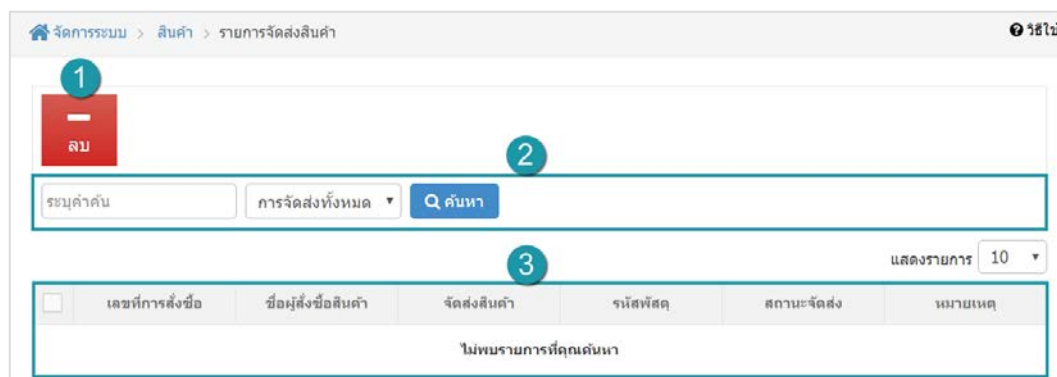 จัดการระบบ > สินค้า > รายการจัดส่งสินค้า
วิธีใช้
1
ลบ
2
ระบุคำค้น การจัดส่งทั้งหมด ค้นหา
แสดงรายการ 10
3
เลขที่การสั่งซื้อ ชื่อผู้สั่งซื้อสินค้า จัดส่งสินค้า รหัสพัสดุ สถานะจัดส่ง หมายเหตุ
ไม่พบรายการที่คุณค้นหา